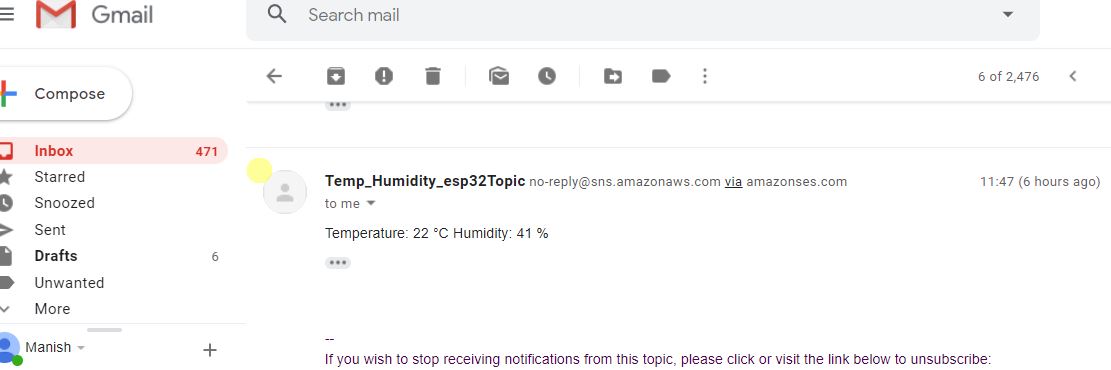 Gmail
Search mail
6 of 2,476
Compose
Inbox 471
Starred
Snoozed
Sent
Drafts 6
Unwanted
More
Manish
Temp_Humidity_esp32Topic no-reply@sns.amazonaws.com via amazonses.com 11:47 (6 hours ago)
to me
Temperature: 22 °C Humidity: 41 %
--
If you wish to stop receiving notifications from this topic, please click or visit the link below to unsubscribe: